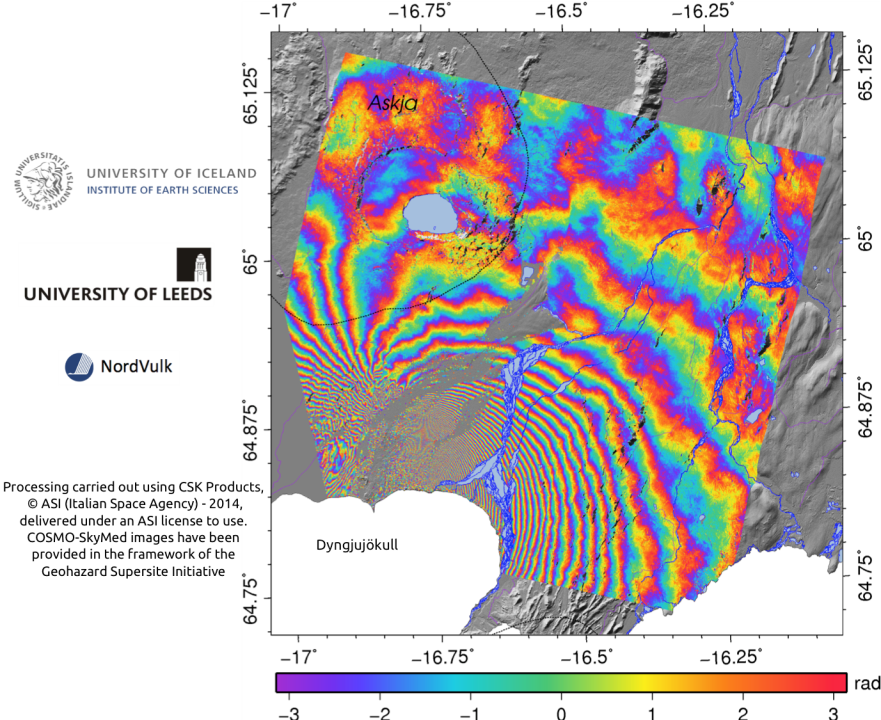 −17˚
−16.75˚
−16.5˚
−16.25˚
65.125˚
65.125˚
Askja
UNIVERSITY OF ICELAND
INSTITUTE OF EARTH SCIENCES
SIGILLUM UNIVERSITATIS ISLANDIAE
65˚
65˚
UNIVERSITY OF LEEDS
NordVulk
64.875˚
64.875˚
Processing carried out using CSK Products,
© ASI (Italian Space Agency) - 2014,
delivered under an ASI license to use.
COSMO-SkyMed images have been
provided in the framework of the
Geohazard Supersite Initiative
Dyngjujökull
64.75˚
64.75˚
−17˚
−16.75˚
−16.5˚
−16.25˚
rad
−3
−2
−1
0
1
2
3